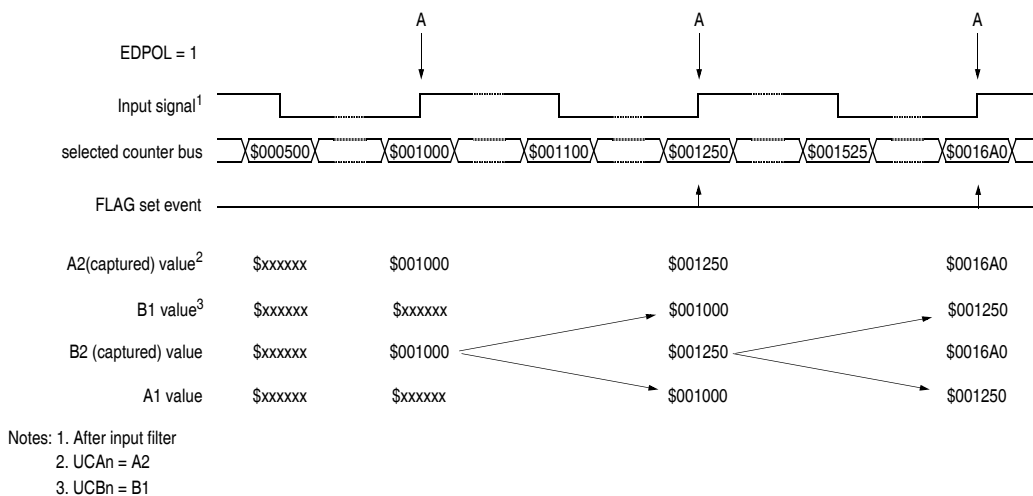 A A A
EDPOL = 1
Input signal1
selected counter bus $000500 $001000 $001100 $001250 $001525 $0016A0
FLAG set event
A2(captured) value2 $xxxxxx $001000 $001250 $0016A0
B1 value3 $xxxxxx $xxxxxx $001000 $001250
B2 (captured) value $xxxxxx $001000 $001250 $0016A0
A1 value $xxxxxx $xxxxxx $001000 $001250
Notes: 1. After input filter
2. UCAn = A2
3. UCBn = B1